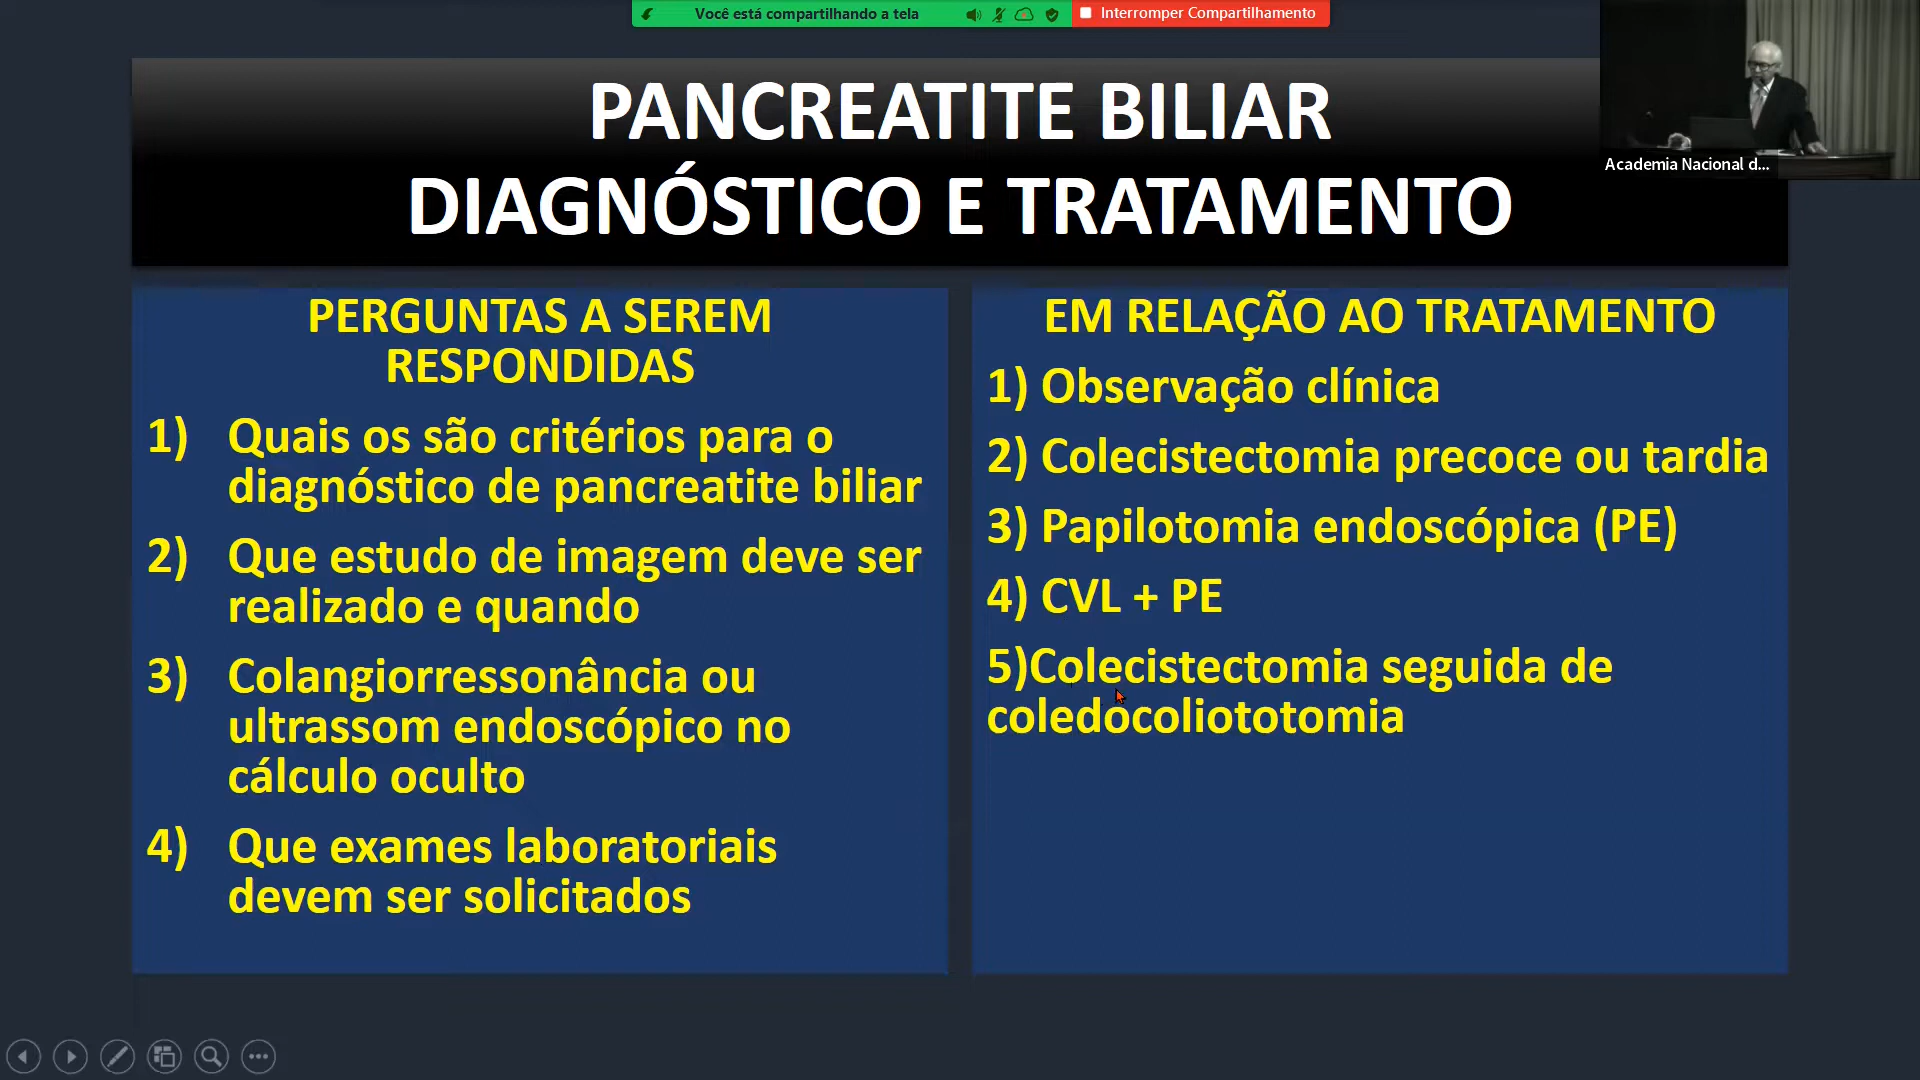 Você está compartilhando a tela
Interromper Compartilhamento
Academia Nacional d...
PANCREATITE BILIAR
DIAGNÓSTICO E TRATAMENTO
PERGUNTAS A SEREM
RESPONDIDAS
1) Quais os são critérios para o
diagnóstico de pancreatite biliar
2) Que estudo de imagem deve ser
realizado e quando
3) Colangiorressonância ou
ultrassom endoscópico no
cálculo oculto
4) Que exames laboratoriais
devem ser solicitados
EM RELAÇÃO AO TRATAMENTO
1) Observação clínica
2) Colecistectomia precoce ou tardia
3) Papilotomia endoscópica (PE)
4) CVL + PE
5)Colecistectomia seguida de
coledocoliototomia